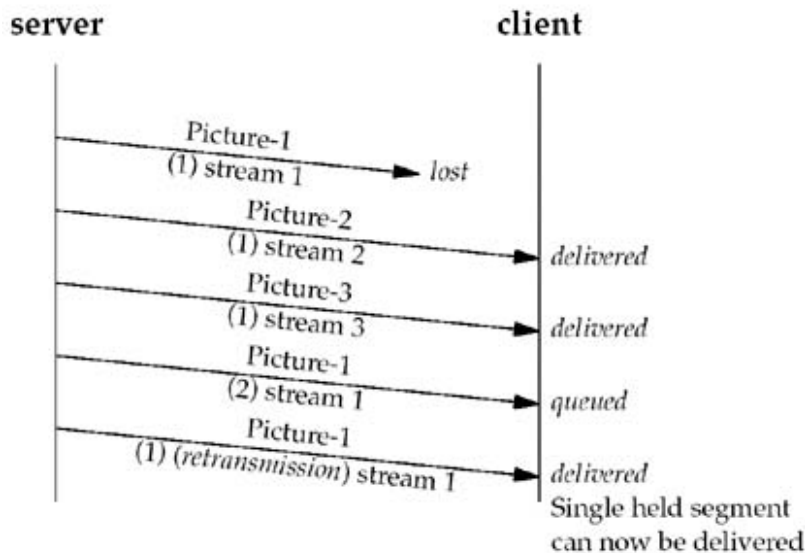 server client
Picture-1
(1) stream 1 lost
Picture-2
(1) stream 2 delivered
Picture-3
(1) stream 3 delivered
Picture-1
(2) stream 1 queued
Picture-1
(1) (retransmission) stream 1 delivered
Single held segment
can now be delivered